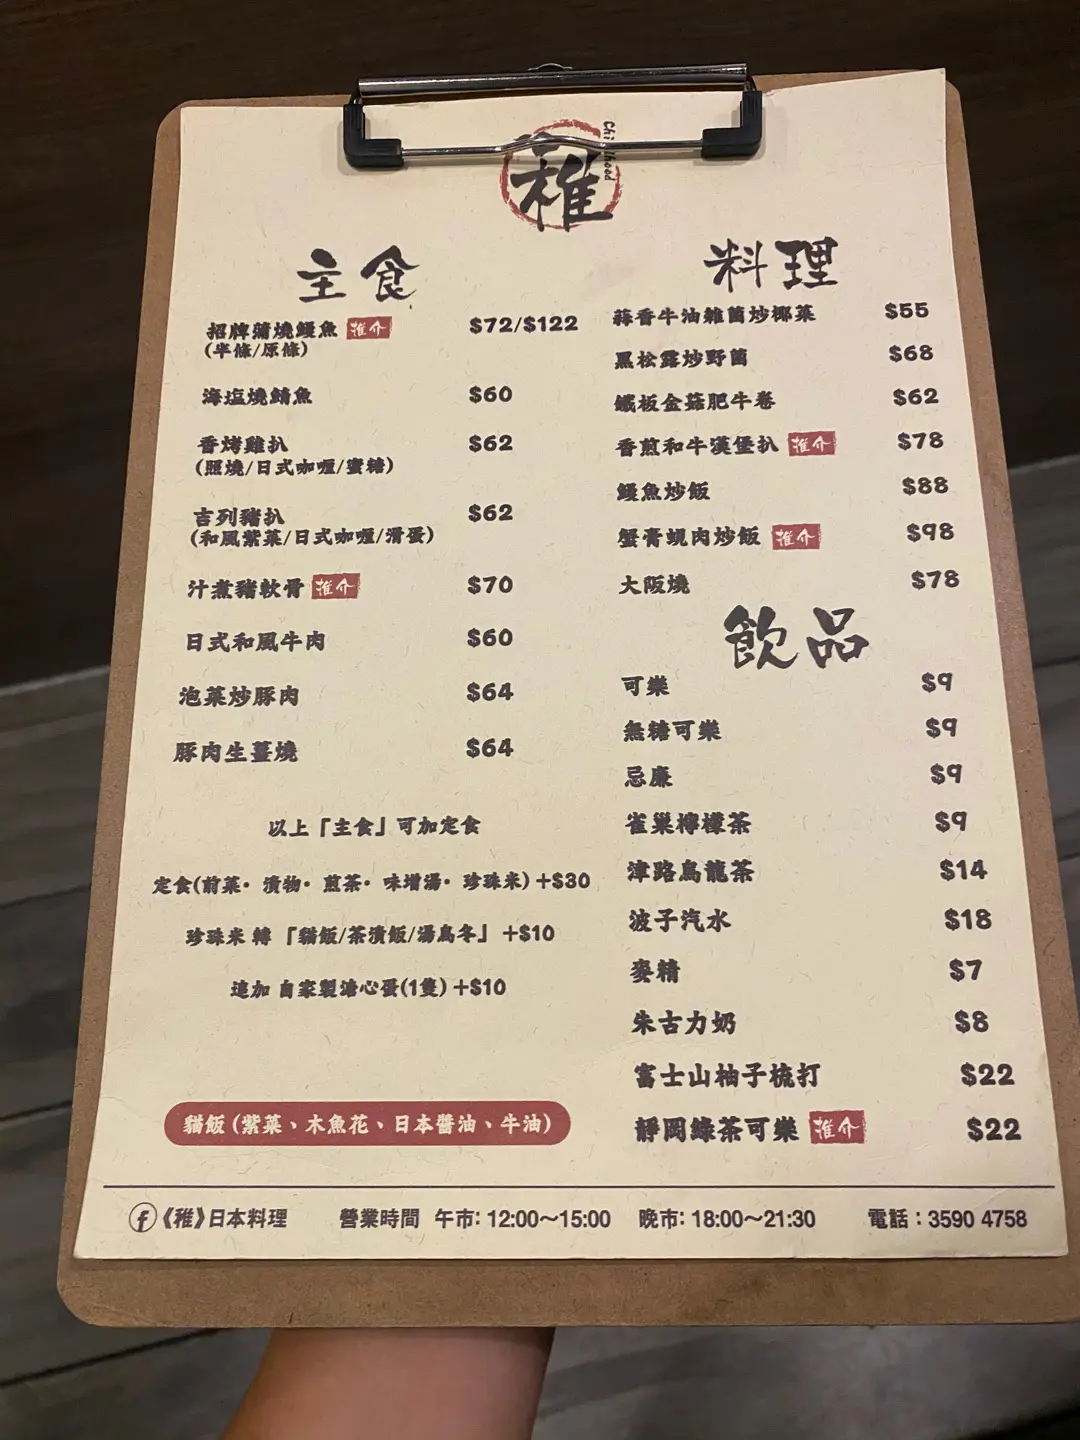 稚
主食
招牌蒲燒鰻魚 推介 $72/$122
(半條/原條)
海塩燒鯖魚 $60
香烤雞扒 $62
(照燒/日式咖喱/蜜糖)
吉列豬扒 $62
(和風紫菜/日式咖喱/滑蛋)
汁煮豬軟骨 推介 $70
日式和風牛肉 $60
泡菜炒豚肉 $64
豚肉生薑燒 $64
以上「主食」可加定食
定食(前菜· 漬物· 煎茶· 味增湯· 珍珠米) +$30
珍珠米 轉 「貓飯/茶漬飯/湯烏冬」 +$10
追加 自家製溏心蛋(1隻) +$10
貓飯 (紫菜、木魚花、日本醬油、牛油)
料理
蒜香牛油雜菌炒椰菜 $55
黑松露炒野菌 $68
鐵板金菇肥牛卷 $62
香煎和牛漢堡扒 推介 $78
鰻魚炒飯 $88
蟹膏蜆肉炒飯 推介 $98
大阪燒 $78
飲品
可樂 $9
無糖可樂 $9
忌廉 $9
雀巢檸檬茶 $9
津路烏龍茶 $14
波子汽水 $18
麥精 $7
朱古力奶 $8
富士山柚子梳打 $22
靜岡綠茶可樂 推介 $22
《稚》日本料理 營業時間 午市: 12:00～15:00 晚市: 18:00～21:30 電話：3590 4758